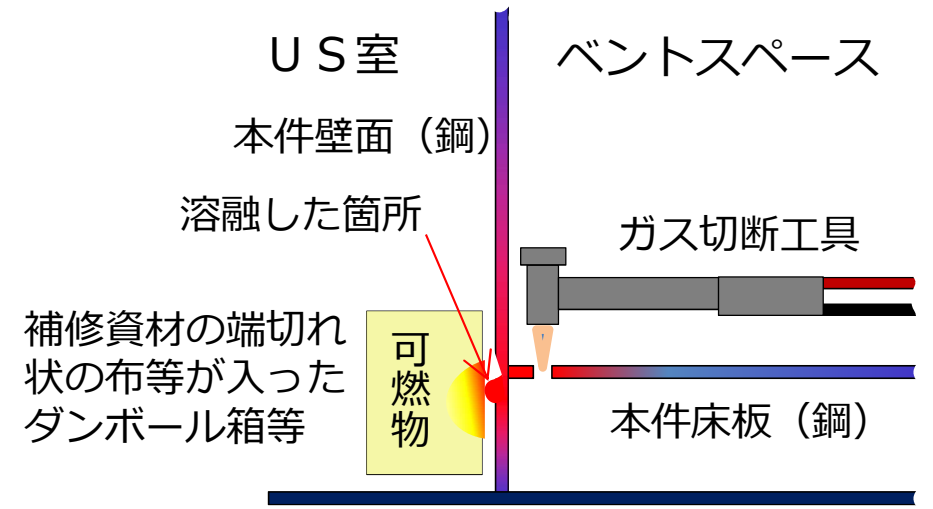 ＵＳ室
ベントスペース
本件壁面（鋼）
溶融した箇所
ガス切断工具
補修資材の端切れ
状の布等が入った
ダンボール箱等
可燃物
本件床板（鋼）